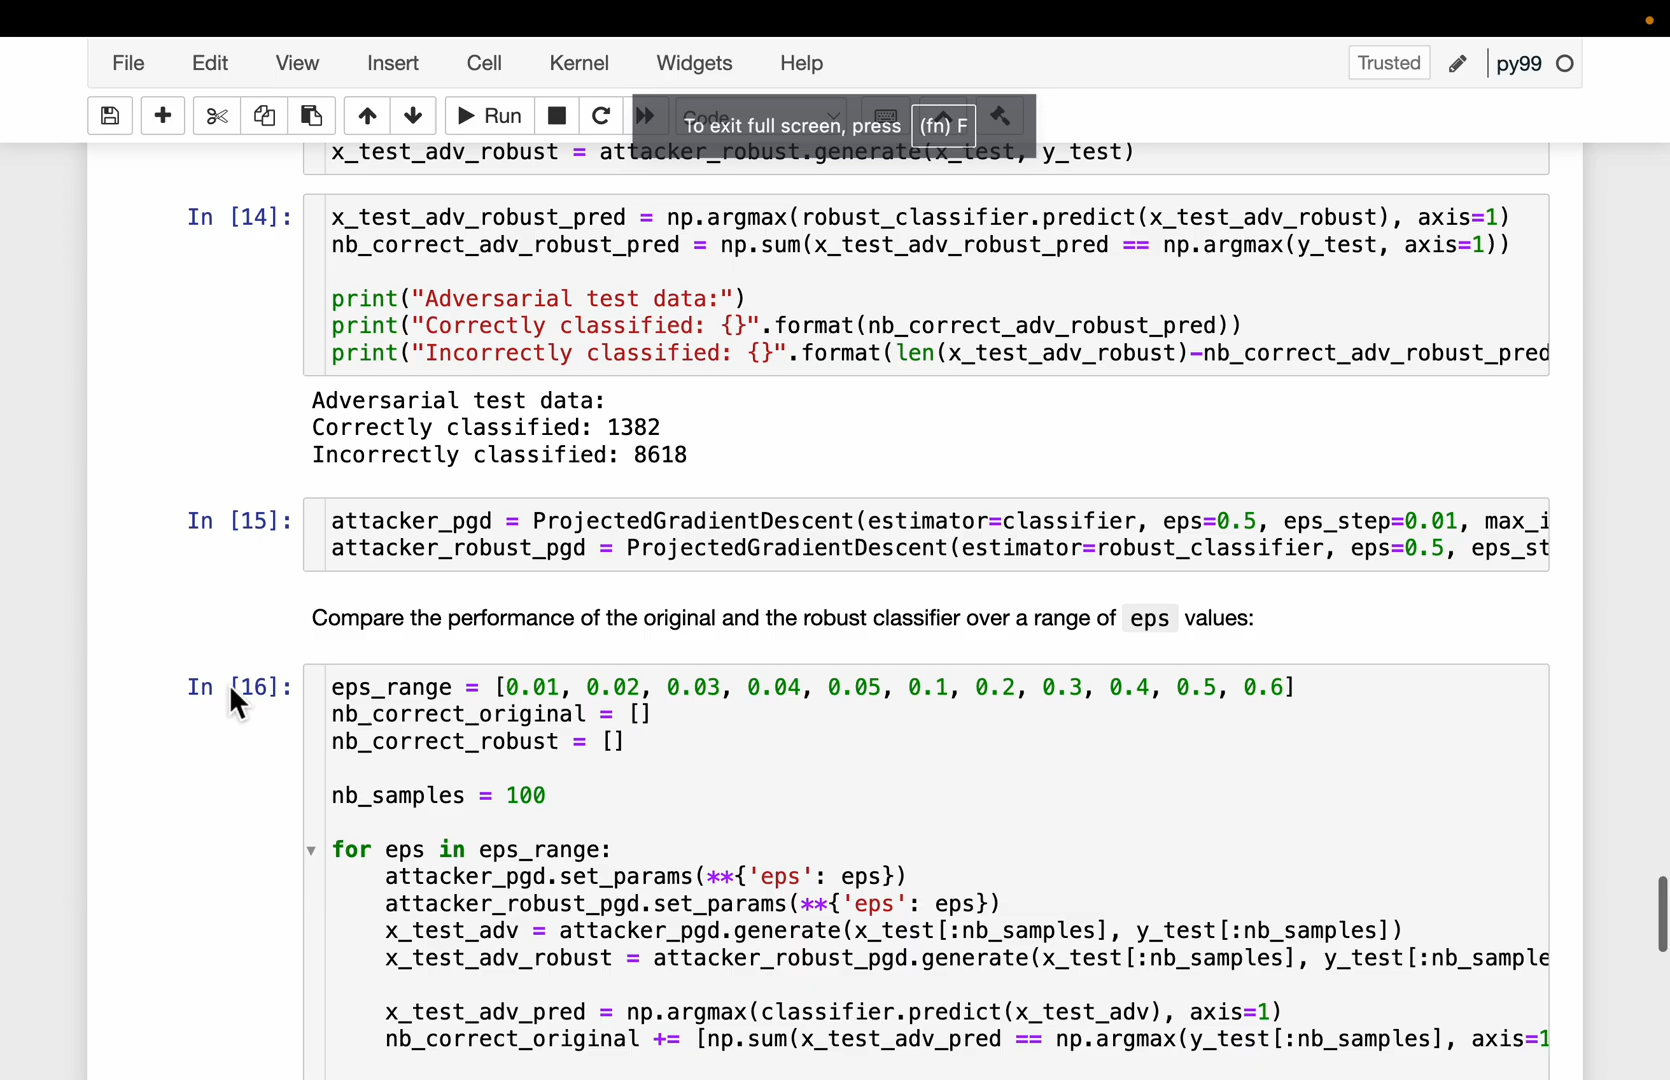 File Edit View Insert Cell Kernel Widgets Help Trusted py99
Run Code To exit full screen, press (fn) F
x_test_adv_robust = attacker_robust.generate(x_test, y_test)
In [14]:
x_test_adv_robust_pred = np.argmax(robust_classifier.predict(x_test_adv_robust), axis=1)
nb_correct_adv_robust_pred = np.sum(x_test_adv_robust_pred == np.argmax(y_test, axis=1))
print("Adversarial test data:")
print("Correctly classified: {}".format(nb_correct_adv_robust_pred))
print("Incorrectly classified: {}".format(len(x_test_adv_robust)-nb_correct_adv_robust_pred
Adversarial test data:
Correctly classified: 1382
Incorrectly classified: 8618
In [15]:
attacker_pgd = ProjectedGradientDescent(estimator=classifier, eps=0.5, eps_step=0.01, max_i
attacker_robust_pgd = ProjectedGradientDescent(estimator=robust_classifier, eps=0.5, eps_st
Compare the performance of the original and the robust classifier over a range of eps values:
In [16]:
eps_range = [0.01, 0.02, 0.03, 0.04, 0.05, 0.1, 0.2, 0.3, 0.4, 0.5, 0.6]
nb_correct_original = []
nb_correct_robust = []
nb_samples = 100
for eps in eps_range:
attacker_pgd.set_params(**{'eps': eps})
attacker_robust_pgd.set_params(**{'eps': eps})
x_test_adv = attacker_pgd.generate(x_test[:nb_samples], y_test[:nb_samples])
x_test_adv_robust = attacker_robust_pgd.generate(x_test[:nb_samples], y_test[:nb_sample
x_test_adv_pred = np.argmax(classifier.predict(x_test_adv), axis=1)
nb_correct_original += [np.sum(x_test_adv_pred == np.argmax(y_test[:nb_samples], axis=1